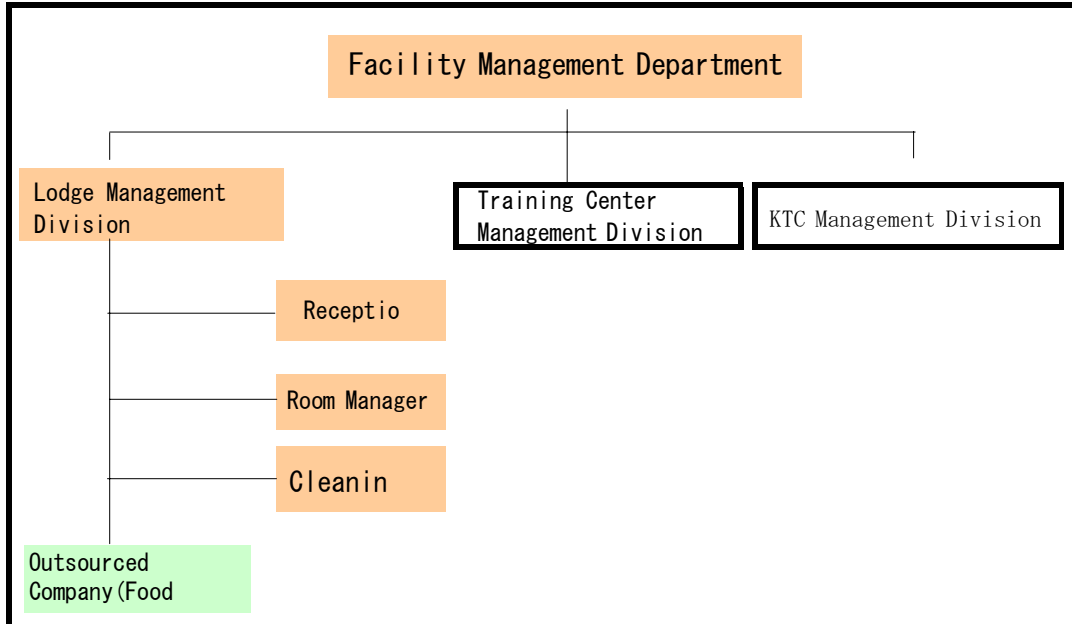 Facility Management Department
Lodge Management
Division
Training Center
Management Division
KTC Management Division
Receptio
Room Manager
Cleanin
Outsourced
Company(Food